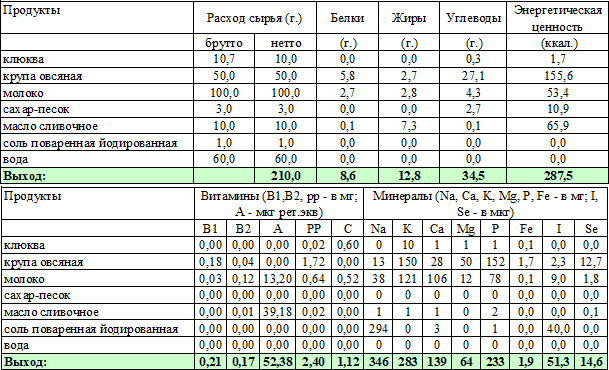 Продукты Расход сырья (г.) Белки Жиры Углеводы Энергетическая ценность
брутто нетто (г.) (г.) (г.) (ккал.)
клюква 10,7 10,0 0,0 0,0 0,3 1,7
крупа овсяная 50,0 50,0 5,8 2,7 27,1 155,6
молоко 100,0 100,0 2,7 2,8 4,3 53,4
сахар-песок 3,0 3,0 0,0 0,0 2,7 10,9
масло сливочное 10,0 10,0 0,1 7,3 0,1 65,9
соль поваренная йодированная 1,0 1,0 0,0 0,0 0,0 0,0
вода 60,0 60,0 0,0 0,0 0,0 0,0
Выход: 210,0 8,6 12,8 34,5 287,5
Продукты Витамины (B1,B2, pp - в мг; Минералы (Na, Ca, K, Mg, P, Fe - в мг; I,
A - мкг рет.экв) Se - в мкг)
B1 B2 A PP C Na K Ca Mg P Fe I Se
клюква 0,00 0,00 0,00 0,02 0,60 0 10 1 1 1 0,1 0,0 0,0
крупа овсяная 0,18 0,04 0,00 1,72 0,00 13 150 28 50 152 1,7 2,3 12,7
молоко 0,03 0,12 13,20 0,64 0,52 38 121 106 12 78 0,1 9,0 1,8
сахар-песок 0,00 0,00 0,00 0,00 0,00 0 0 0 0 0 0,0 0,0 0,0
масло сливочное 0,00 0,01 39,18 0,02 0,00 1 1 1 0 2 0,0 0,0 0,1
соль поваренная йодированная 0,00 0,00 0,00 0,00 0,00 294 0 3 0 1 0,0 40,0 0,0
вода 0,00 0,00 0,00 0,00 0,00 0 0 0 0 0 0,0 0,0 0,0
Выход: 0,21 0,17 52,38 2,40 1,12 346 283 139 64 233 1,9 51,3 14,6